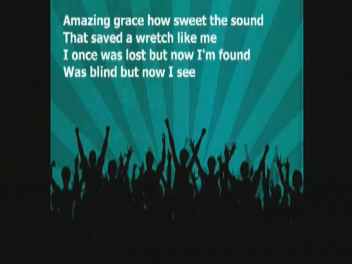 Amazing grace how sweet the sound
That saved a wretch like me
I once was lost but now I'm found
Was blind but now I see